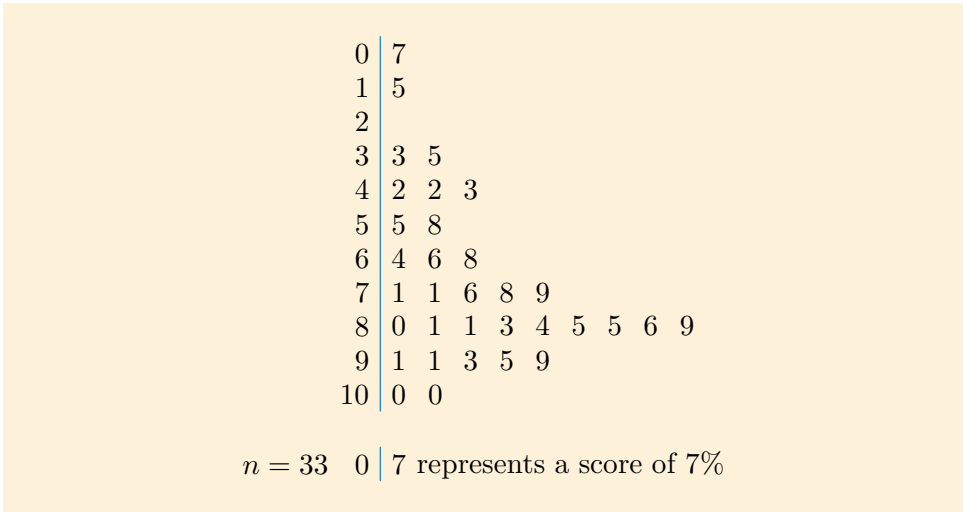 0 | 7
1 | 5
2 |
3 | 3 5
4 | 2 2 3
5 | 5 8
6 | 4 6 8
7 | 1 1 6 8 9
8 | 0 1 1 3 4 5 5 6 9
9 | 1 1 3 5 9
10 | 0 0
n = 33 0 | 7 represents a score of 7%